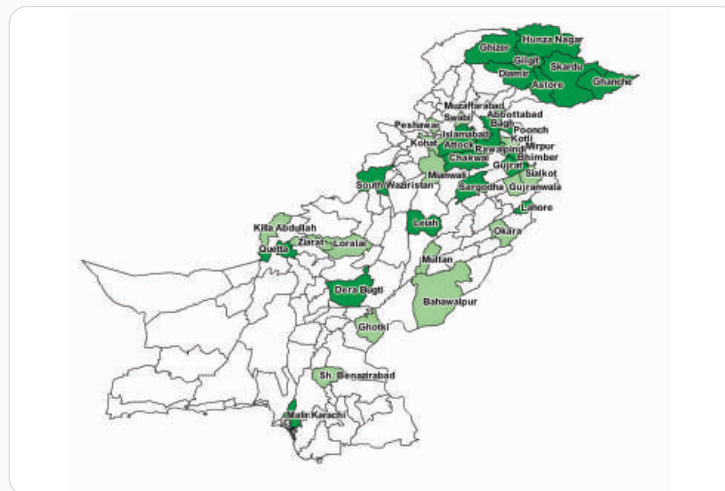 Hunza Nagar
Ghizer
Gilgit
Skardu
Diamir
Ghanche
Astore
Muzaffarabad
Abbottabad
Swabi
Bagh
Peshawar
Poonch
Islamabad
Kotli
Kohat
Attock
Rawalpindi
Mirpur
Chakwal
Bhimber
Gujrat
Mianwali
Sialkot
South Waziristan
Sargodha
Gujranwala
Lahore
Leiah
Killa Abdullah
Okara
Ziarat
Loralai
Quetta
Multan
Dera Bugti
Bahawalpur
Ghotki
Sh. Benazirabad
Malir Karachi